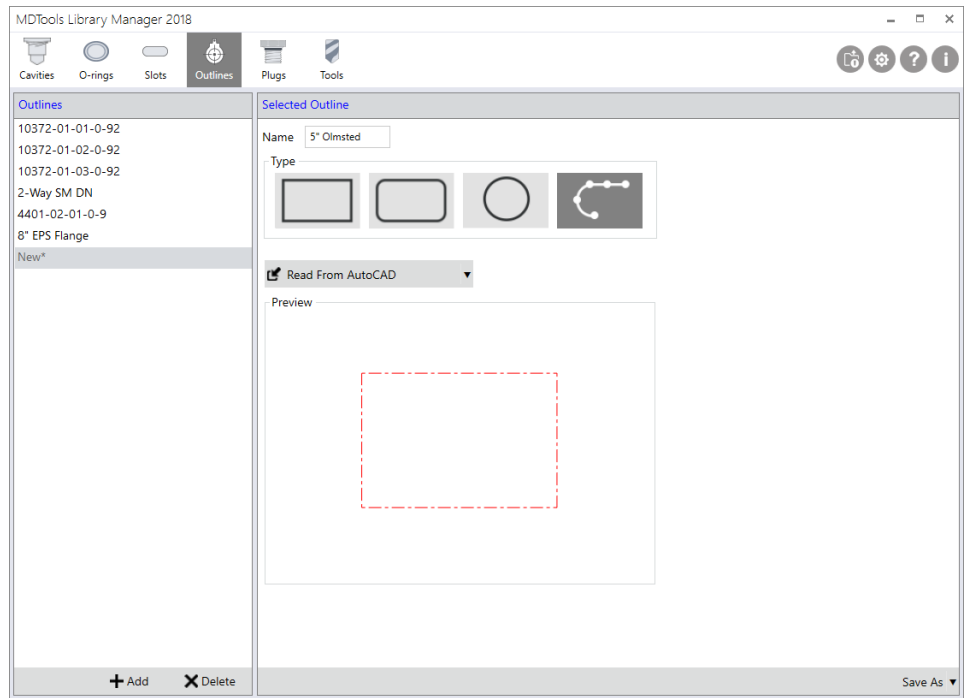 MDTools Library Manager 2018
Cavities O-rings Slots Outlines Plugs Tools
Outlines
10372-01-01-0-92
10372-01-02-0-92
10372-01-03-0-92
2-Way SM DN
4401-02-01-0-9
8" EPS Flange
New*
Add Delete
Selected Outline
Name 5" Olmsted
Type
Read From AutoCAD
Preview
Save As